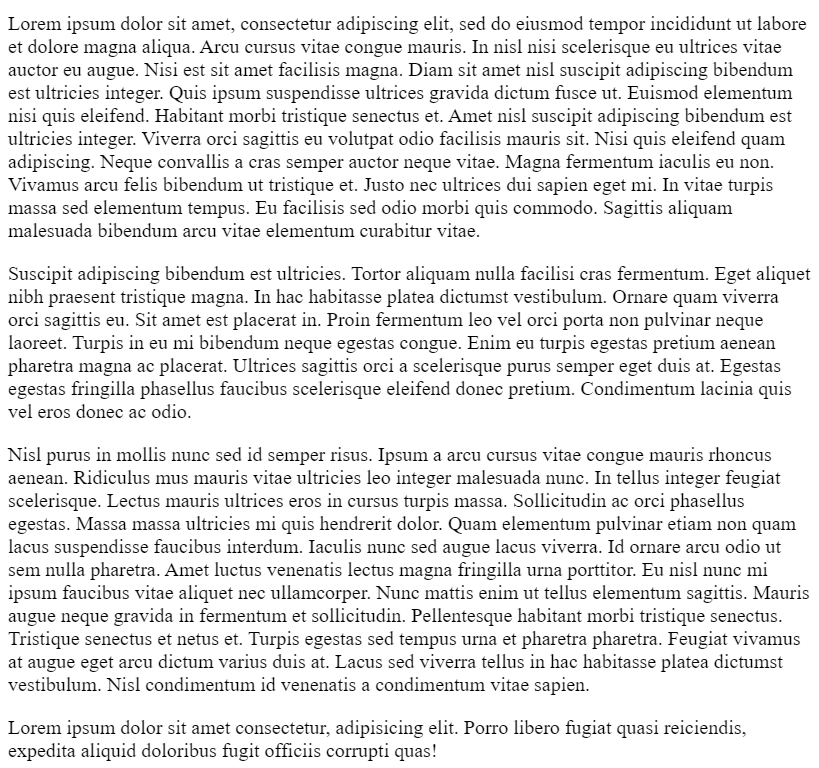 Lorem ipsum dolor sit amet, consectetur adipiscing elit, sed do eiusmod tempor incididunt ut labore
et dolore magna aliqua. Arcu cursus vitae congue mauris. In nisl nisi scelerisque eu ultrices vitae
auctor eu augue. Nisi est sit amet facilisis magna. Diam sit amet nisl suscipit adipiscing bibendum
est ultricies integer. Quis ipsum suspendisse ultrices gravida dictum fusce ut. Euismod elementum
nisi quis eleifend. Habitant morbi tristique senectus et. Amet nisl suscipit adipiscing bibendum est
ultricies integer. Viverra orci sagittis eu volutpat odio facilisis mauris sit. Nisi quis eleifend quam
adipiscing. Neque convallis a cras semper auctor neque vitae. Magna fermentum iaculis eu non.
Vivamus arcu felis bibendum ut tristique et. Justo nec ultrices dui sapien eget mi. In vitae turpis
massa sed elementum tempus. Eu facilisis sed odio morbi quis commodo. Sagittis aliquam
malesuada bibendum arcu vitae elementum curabitur vitae.
Suscipit adipiscing bibendum est ultricies. Tortor aliquam nulla facilisi cras fermentum. Eget aliquet
nibh praesent tristique magna. In hac habitasse platea dictumst vestibulum. Ornare quam viverra
orci sagittis eu. Sit amet est placerat in. Proin fermentum leo vel orci porta non pulvinar neque
laoreet. Turpis in eu mi bibendum neque egestas congue. Enim eu turpis egestas pretium aenean
pharetra magna ac placerat. Ultrices sagittis orci a scelerisque purus semper eget duis at. Egestas
egestas fringilla phasellus faucibus scelerisque eleifend donec pretium. Condimentum lacinia quis
vel eros donec ac odio.
Nisl purus in mollis nunc sed id semper risus. Ipsum a arcu cursus vitae congue mauris rhoncus
aenean. Ridiculus mus mauris vitae ultricies leo integer malesuada nunc. In tellus integer feugiat
scelerisque. Lectus mauris ultrices eros in cursus turpis massa. Sollicitudin ac orci phasellus
egestas. Massa massa ultricies mi quis hendrerit dolor. Quam elementum pulvinar etiam non quam
lacus suspendisse faucibus interdum. Iaculis nunc sed augue lacus viverra. Id ornare arcu odio ut
sem nulla pharetra. Amet luctus venenatis lectus magna fringilla urna porttitor. Eu nisl nunc mi
ipsum faucibus vitae aliquet nec ullamcorper. Nunc mattis enim ut tellus elementum sagittis. Mauris
augue neque gravida in fermentum et sollicitudin. Pellentesque habitant morbi tristique senectus.
Tristique senectus et netus et. Turpis egestas sed tempus urna et pharetra pharetra. Feugiat vivamus
at augue eget arcu dictum varius duis at. Lacus sed viverra tellus in hac habitasse platea dictumst
vestibulum. Nisl condimentum id venenatis a condimentum vitae sapien.
Lorem ipsum dolor sit amet consectetur, adipisicing elit. Porro libero fugiat quasi reiciendis,
expedita aliquid doloribus fugit officiis corrupti quas!